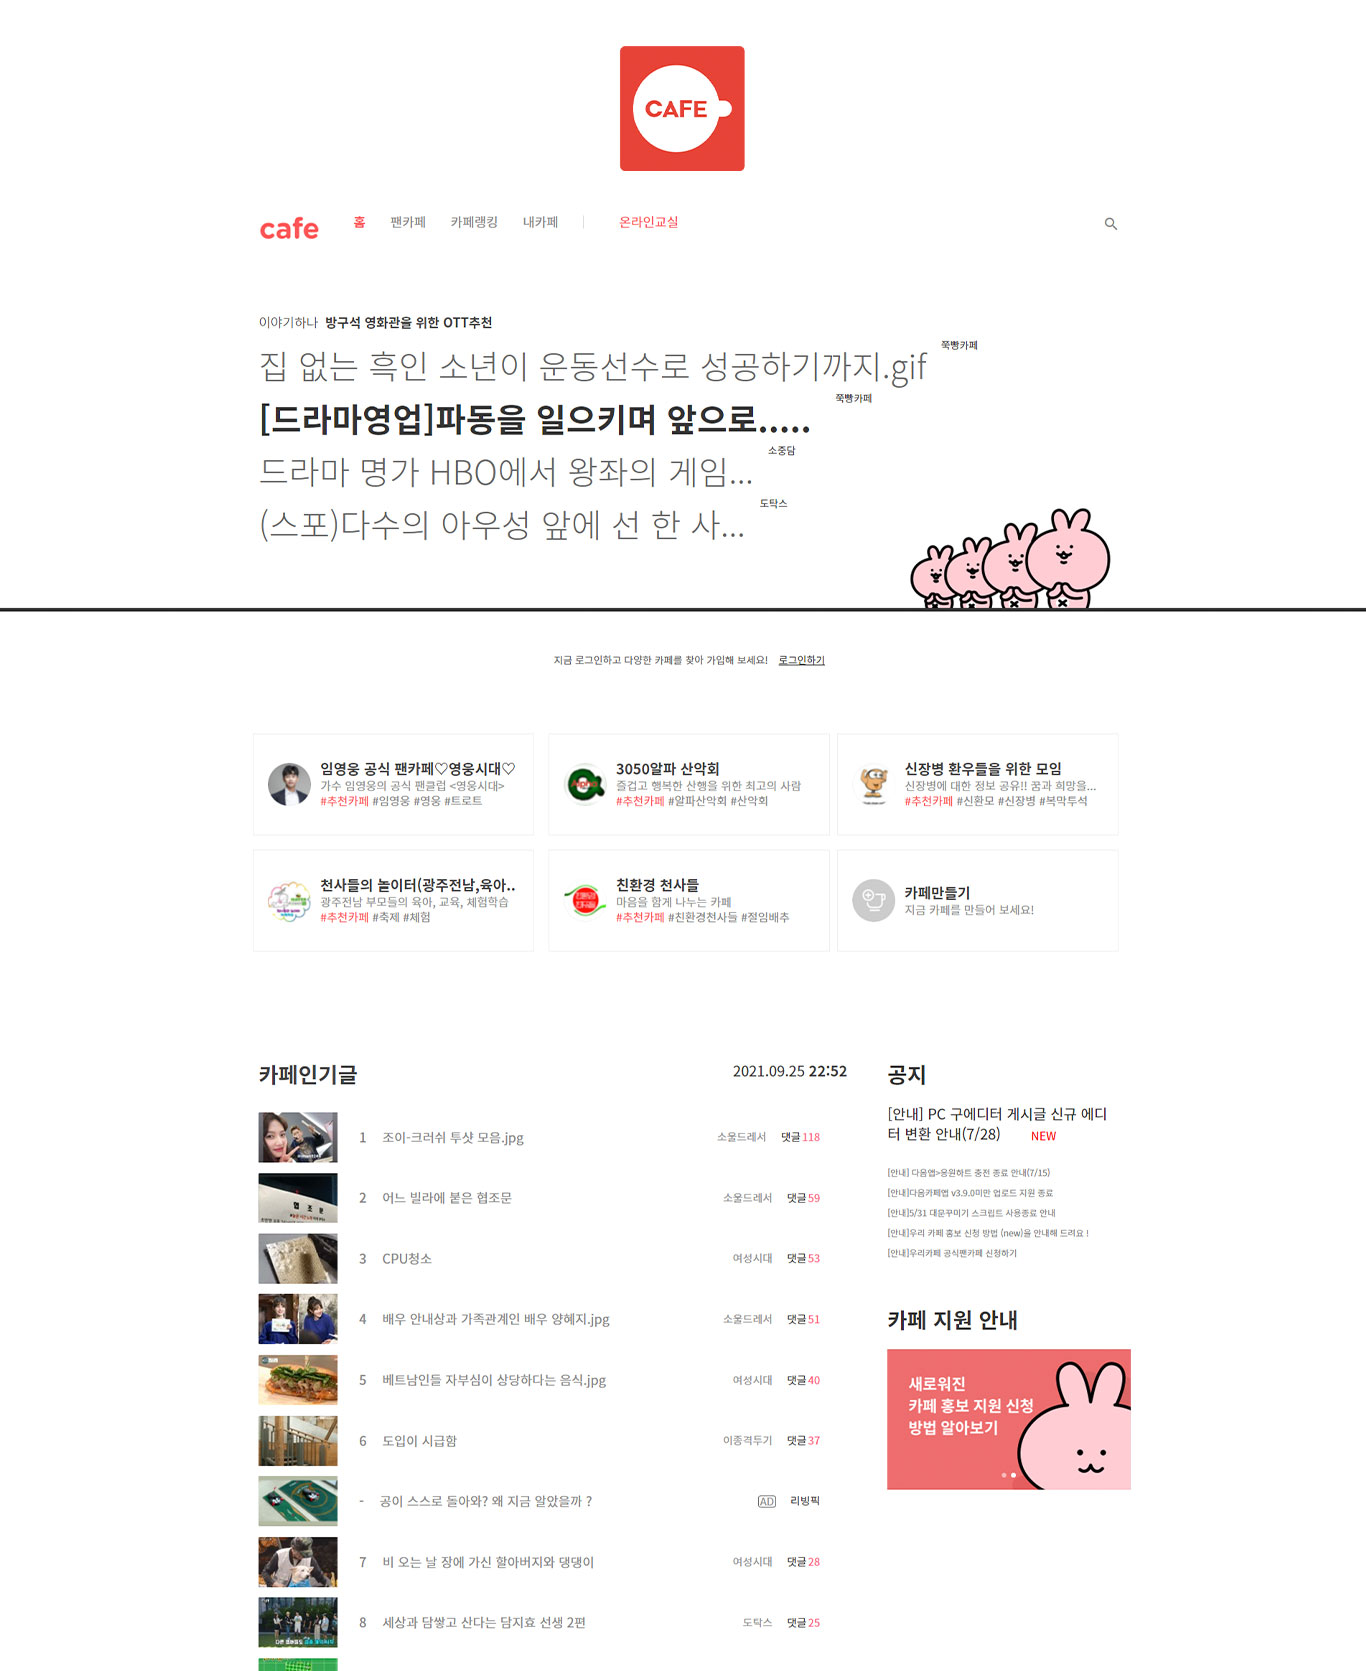 CAFE
cafe 홈 팬카페 카페랭킹 내카페 온라인교실
이야기하나 방구석 영화관을 위한 OTT추천
집 없는 흑인 소년이 운동선수로 성공하기까지.gif 쭉빵카페
[드라마영업]파동을 일으키며 앞으로..... 쭉빵카페
드라마 명가 HBO에서 왕좌의 게임... 소중담
(스포)다수의 아우성 앞에 선 한 사... 도탁스
지금 로그인하고 다양한 카페를 찾아 가입해 보세요! 로그인하기
임영웅 공식 팬카페♡영웅시대♡
가수 임영웅의 공식 팬클럽 <영웅시대>
#추천카페 #임영웅 #영웅 #트로트
3050알파 산악회
즐겁고 행복한 산행을 위한 최고의 사람
#추천카페 #알파산악회 #산악회
신장병 환우들을 위한 모임
신장병에 대한 정보 공유!! 꿈과 희망을...
#추천카페 #신환모 #신장병 #복막투석
천사들의 놀이터(광주전남,육아..
광주전남 부모들의 육아, 교육, 체험학습
#추천카페 #축제 #체험
친환경 천사들
마음을 함게 나누는 카페
#추천카페 #친환경천사들 #절임배추
카페만들기
지금 카페를 만들어 보세요!
카페인기글 2021.09.25 22:52
1 조이-크러쉬 투샷 모음.jpg 소울드레서 댓글 118
2 어느 빌라에 붙은 협조문 소울드레서 댓글 59
3 CPU청소 여성시대 댓글 53
4 배우 안내상과 가족관계인 배우 양혜지.jpg 소울드레서 댓글 51
5 베트남인들 자부심이 상당하다는 음식.jpg 여성시대 댓글 40
6 도입이 시급함 이종격투기 댓글 37
- 공이 스스로 돌아와? 왜 지금 알았을까 ? AD 리빙픽
7 비 오는 날 장에 가신 할아버지와 댕댕이 여성시대 댓글 28
8 세상과 담쌓고 산다는 담지효 선생 2편 도탁스 댓글 25
공지
[안내] PC 구에디터 게시글 신규 에디
터 변환 안내(7/28) NEW
[안내] 다음앱>응원하트 충전 종료 안내(7/15)
[안내]다음카페앱 v3.9.0미만 업로드 지원 종료
[안내]5/31 대문꾸미기 스크립트 사용종료 안내
[안내]우리 카페 홍보 신청 방법 (new)을 안내해 드려요 !
[안내]우리카페 공식팬카페 신청하기
카페 지원 안내
새로워진
카페 홍보 지원 신청
방법 알아보기